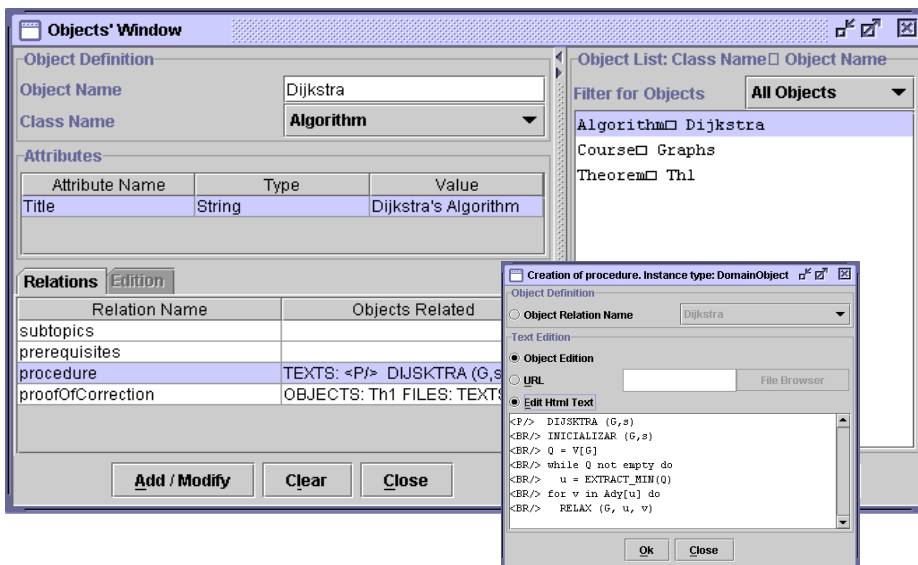 Objects' Window
Object Definition
Object Name Dijkstra
Class Name Algorithm
Attributes
Attribute Name Type Value
Title String Dijkstra's Algorithm
Relations Edition
Relation Name Objects Related
subtopics
prerequisites
procedure TEXTS: <P/> DIJSKTRA (G,s
proofOfCorrection OBJECTS: Th1 FILES: TEXTS
Add / Modify Clear Close
Object List: Class Name□ Object Name
Filter for Objects All Objects
Algorithm□ Dijkstra
Course□ Graphs
Theorem□ Th1
Creation of procedure. Instance type: DomainObject
Object Definition
Object Relation Name Dijkstra
Text Edition
Object Edition
URL File Browser
Edit Html Text
<P/> DIJSKTRA (G,s)
<BR/> INICIALIZAR (G,s)
<BR/> Q = V[G]
<BR/> while Q not empty do
<BR/> u = EXTRACT_MIN(Q)
<BR/> for v in Ady[u] do
<BR/> RELAX (G, u, v)
Ok Close